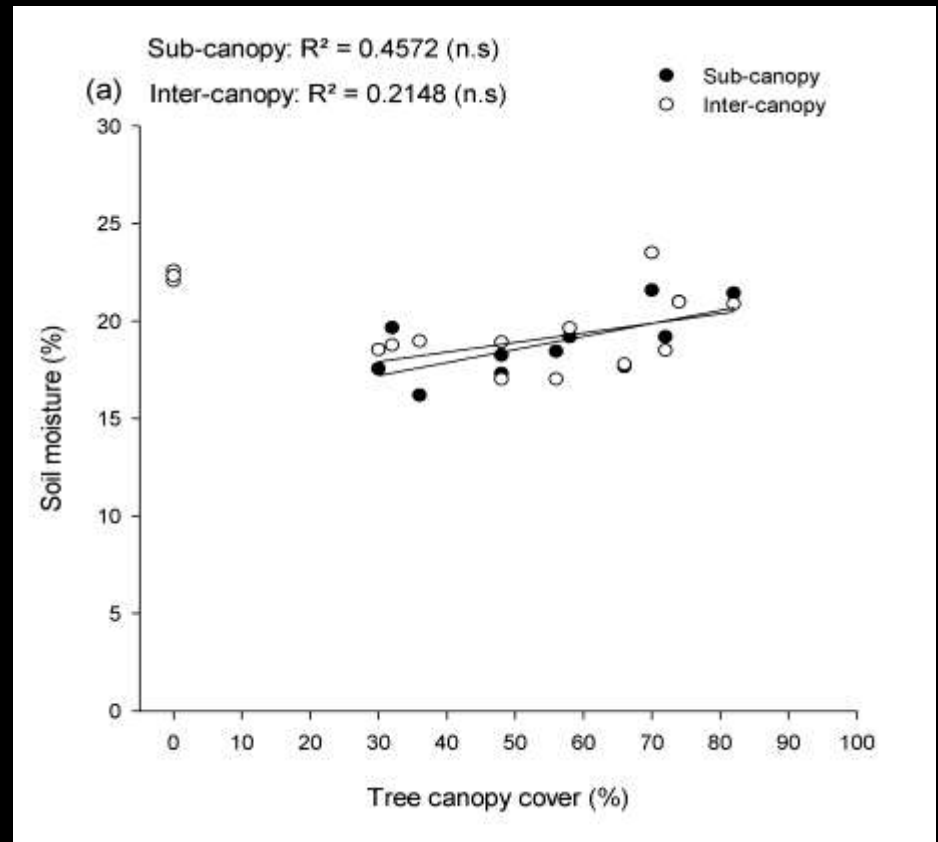 Sub-canopy: R² = 0.4572 (n.s)
(a) Inter-canopy: R² = 0.2148 (n.s)
Sub-canopy
Inter-canopy
30
25
20
15
10
5
0
Soil moisture (%)
0 10 20 30 40 50 60 70 80 90 100
Tree canopy cover (%)